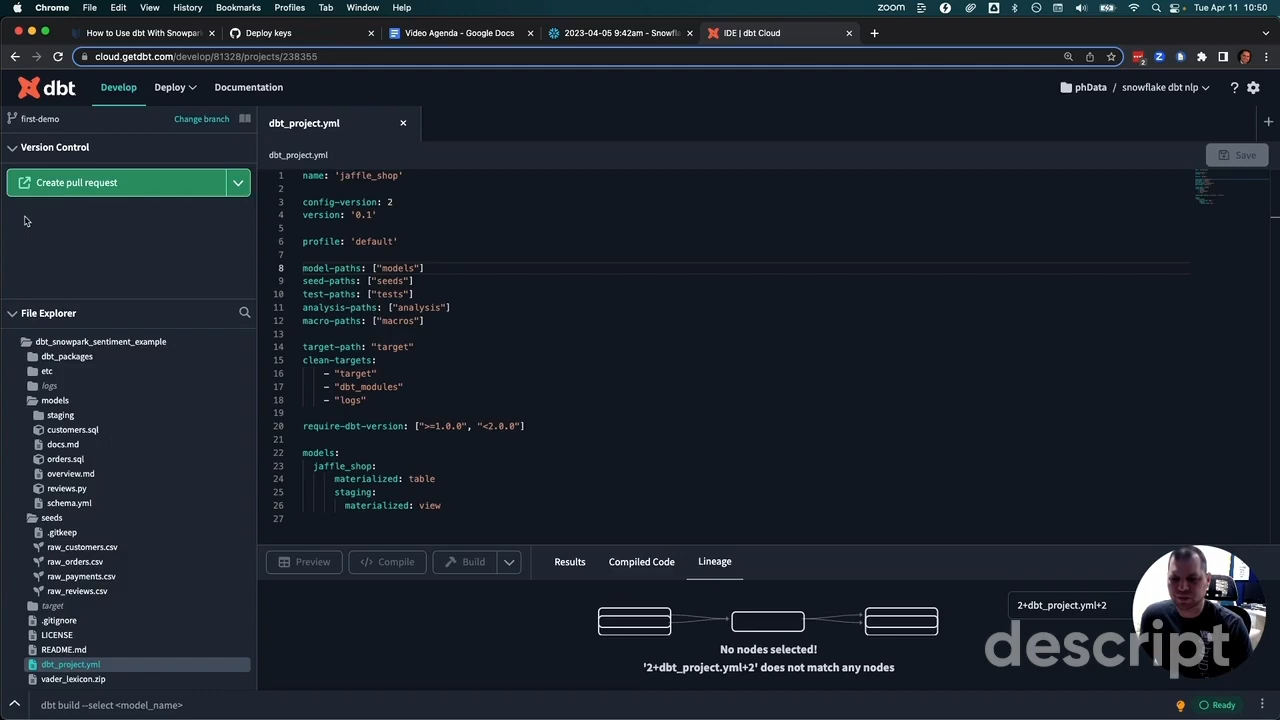 Chrome File Edit View History Bookmarks Profiles Tab Window Help zoom Tue Apr 11 10:50
How to Use dbt With Snowpar Deploy keys Video Agenda - Google Docs 2023-04-05 9:42am - Snowfla IDE | dbt Cloud
cloud.getdbt.com/develop/81328/projects/238355
dbt Develop Deploy Documentation phData / snowflake dbt nlp
first-demo Change branch
dbt_project.yml
Version Control
dbt_project.yml Save
Create pull request
1 name: 'jaffle_shop'
2
3 config-version: 2
4 version: '0.1'
5
6 profile: 'default'
7
8 model-paths: ["models"]
9 seed-paths: ["seeds"]
10 test-paths: ["tests"]
11 analysis-paths: ["analysis"]
12 macro-paths: ["macros"]
13
14 target-path: "target"
15 clean-targets:
16 - "target"
17 - "dbt_modules"
18 - "logs"
19
20 require-dbt-version: [">=1.0.0", "<2.0.0"]
21
22 models:
23 jaffle_shop:
24 materialized: table
25 staging:
26 materialized: view
27
File Explorer
dbt_snowpark_sentiment_example
dbt_packages
etc
logs
models
staging
customers.sql
docs.md
orders.sql
overview.md
reviews.py
schema.yml
seeds
.gitkeep
raw_customers.csv
raw_orders.csv
raw_payments.csv
raw_reviews.csv
target
.gitignore
LICENSE
README.md
dbt_project.yml
vader_lexicon.zip
Preview Compile Build Results Compiled Code Lineage
2+dbt_project.yml+2
No nodes selected!
'2+dbt_project.yml+2' does not match any nodes
descript
dbt build --select <model_name> Ready